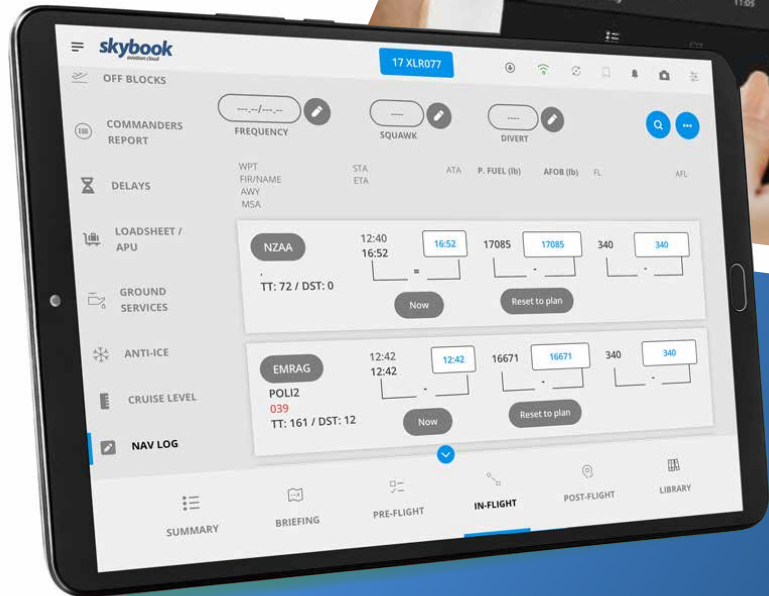 skybook
aviation cloud
17 XLR077
11:05
OFF BLOCKS
COMMANDERS
REPORT
DELAYS
LOADSHEET /
APU
GROUND
SERVICES
ANTI-ICE
CRUISE LEVEL
NAV LOG
---.--/---.--
FREQUENCY
----
SQUAWK
----
DIVERT
WPT
FIR/NAME
AWY
MSA
STA
ETA
ATA
P. FUEL (lb)
AFOB (lb)
FL
AFL
NZAA
.
TT: 72 / DST: 0
12:40
16:52
16:52
=
Now
17085
17085
-
Reset to plan
340
340
-
EMRAG
POLI2
039
TT: 161 / DST: 12
12:42
12:42
12:42
-
Now
16671
16671
-
Reset to plan
340
340
-
SUMMARY
BRIEFING
PRE-FLIGHT
IN-FLIGHT
POST-FLIGHT
LIBRARY